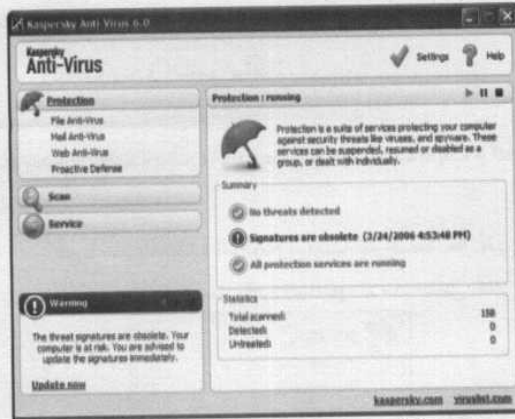 Kaspersky Anti-Virus 6.0
Kaspersky
Anti-Virus
Settings
Help
Protection
File Anti-Virus
Mail Anti-Virus
Web Anti-Virus
Proactive Defense
Scan
Service
Warning
The threat signatures are obsolete. Your
computer is at risk. You are advised to
update the signatures immediately.
Update now
Protection : running
Protection is a suite of services protecting your computer
against security threats like viruses, and spyware. These
services can be suspended, resumed or disabled as a
group, or dealt with individually.
Summary
No threats detected
Signatures are obsolete (3/24/2006 4:53:48 PM)
All protection services are running
Statistics
Total scanned: 158
Detected: 0
Untreated: 0
kaspersky.com viruslist.com